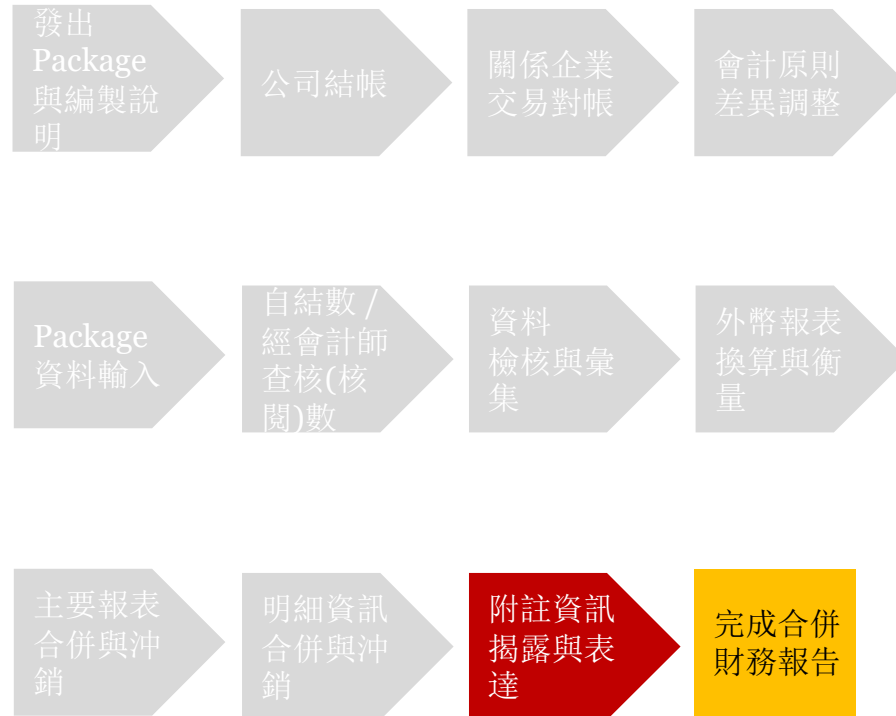 發出
Package
與編製說
明
公司結帳
關係企業
交易對帳
會計原則
差異調整
Package
資料輸入
自結數 /
經會計師
查核(核
閱)數
資料
檢核與彙
集
外幣報表
換算與衡
量
主要報表
合併與沖
銷
明細資訊
合併與沖
銷
附註資訊
揭露與表
達
完成合併
財務報告